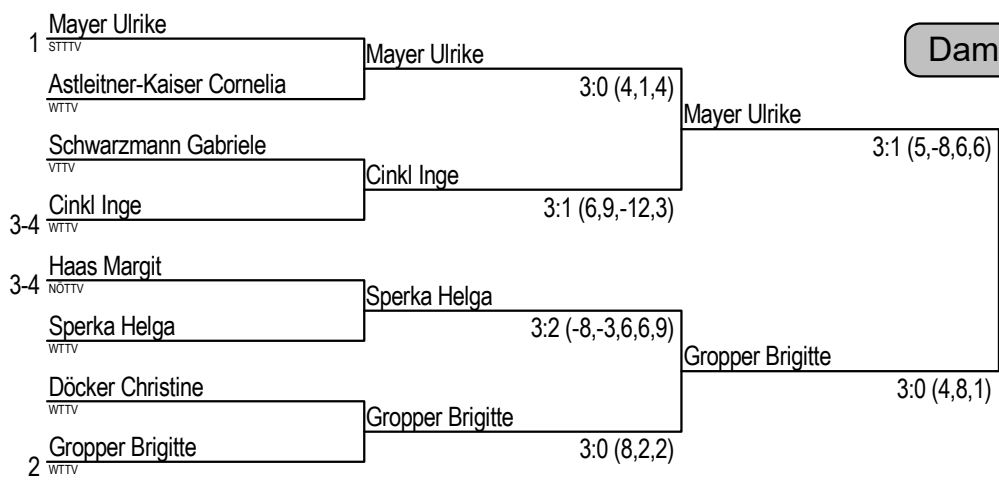 Mayer Ulrike
1 STTTV
Mayer Ulrike
Dam
Astleitner-Kaiser Cornelia
3:0 (4,1,4)
WTTV
Mayer Ulrike
Schwarzmann Gabriele
3:1 (5,-8,6,6)
VTTV
Cinkl Inge
Cinkl Inge
3:1 (6,9,-12,3)
3-4 WTTV
Haas Margit
3-4 NÖTTV
Sperka Helga
Sperka Helga
3:2 (-8,-3,6,6,9)
WTTV
Gropper Brigitte
Döcker Christine
3:0 (4,8,1)
WTTV
Gropper Brigitte
Gropper Brigitte
3:0 (8,2,2)
2 WTTV